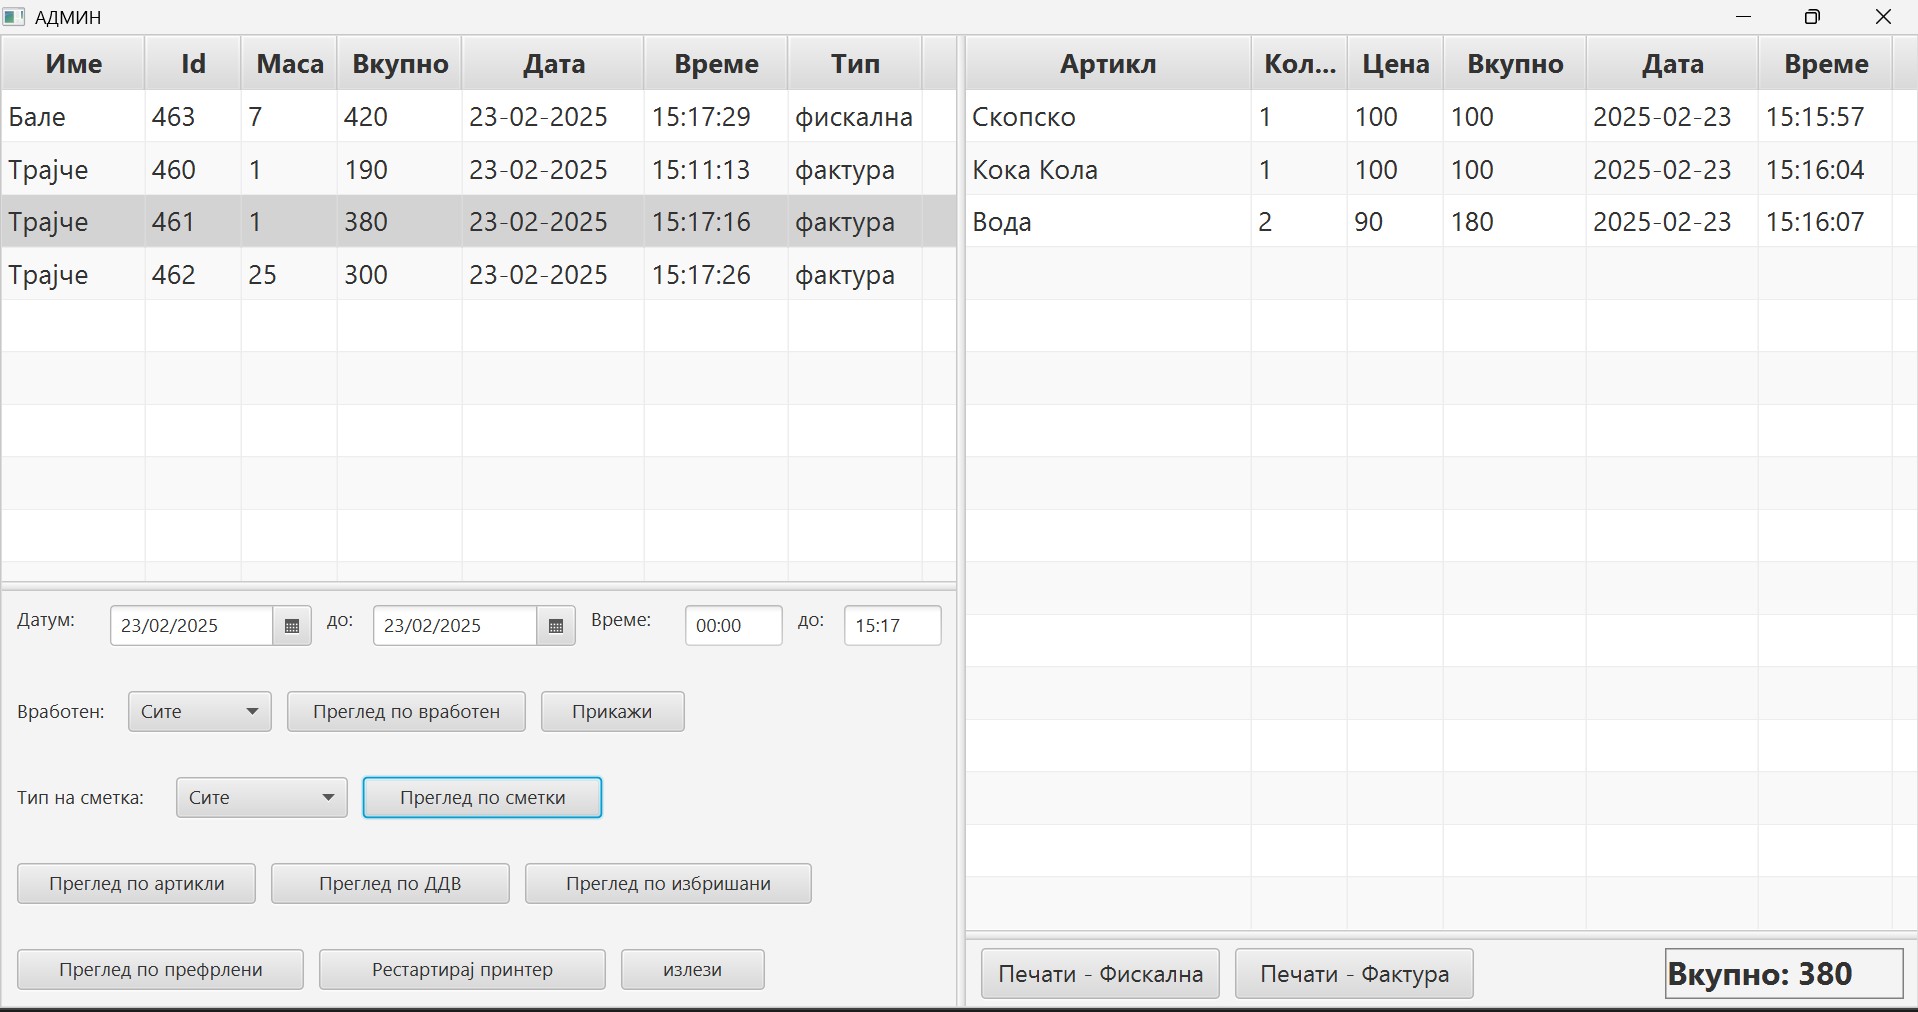 АДМИН
Име Id Маса Вкупно Дата Време Тип
Бале 463 7 420 23-02-2025 15:17:29 фискална
Трајче 460 1 190 23-02-2025 15:11:13 фактура
Трајче 461 1 380 23-02-2025 15:17:16 фактура
Трајче 462 25 300 23-02-2025 15:17:26 фактура
Датум: 23/02/2025 до: 23/02/2025 Време: 00:00 до: 15:17
Вработен: Сите Преглед по вработен Прикажи
Тип на сметка: Сите Преглед по сметки
Преглед по артикли Преглед по ДДВ Преглед по избришани
Преглед по префрлени Рестартирај принтер излези
Артикл Кол... Цена Вкупно Дата Време
Скопско 1 100 100 2025-02-23 15:15:57
Кока Кола 1 100 100 2025-02-23 15:16:04
Вода 2 90 180 2025-02-23 15:16:07
Печати - Фискална Печати - Фактура Вкупно: 380